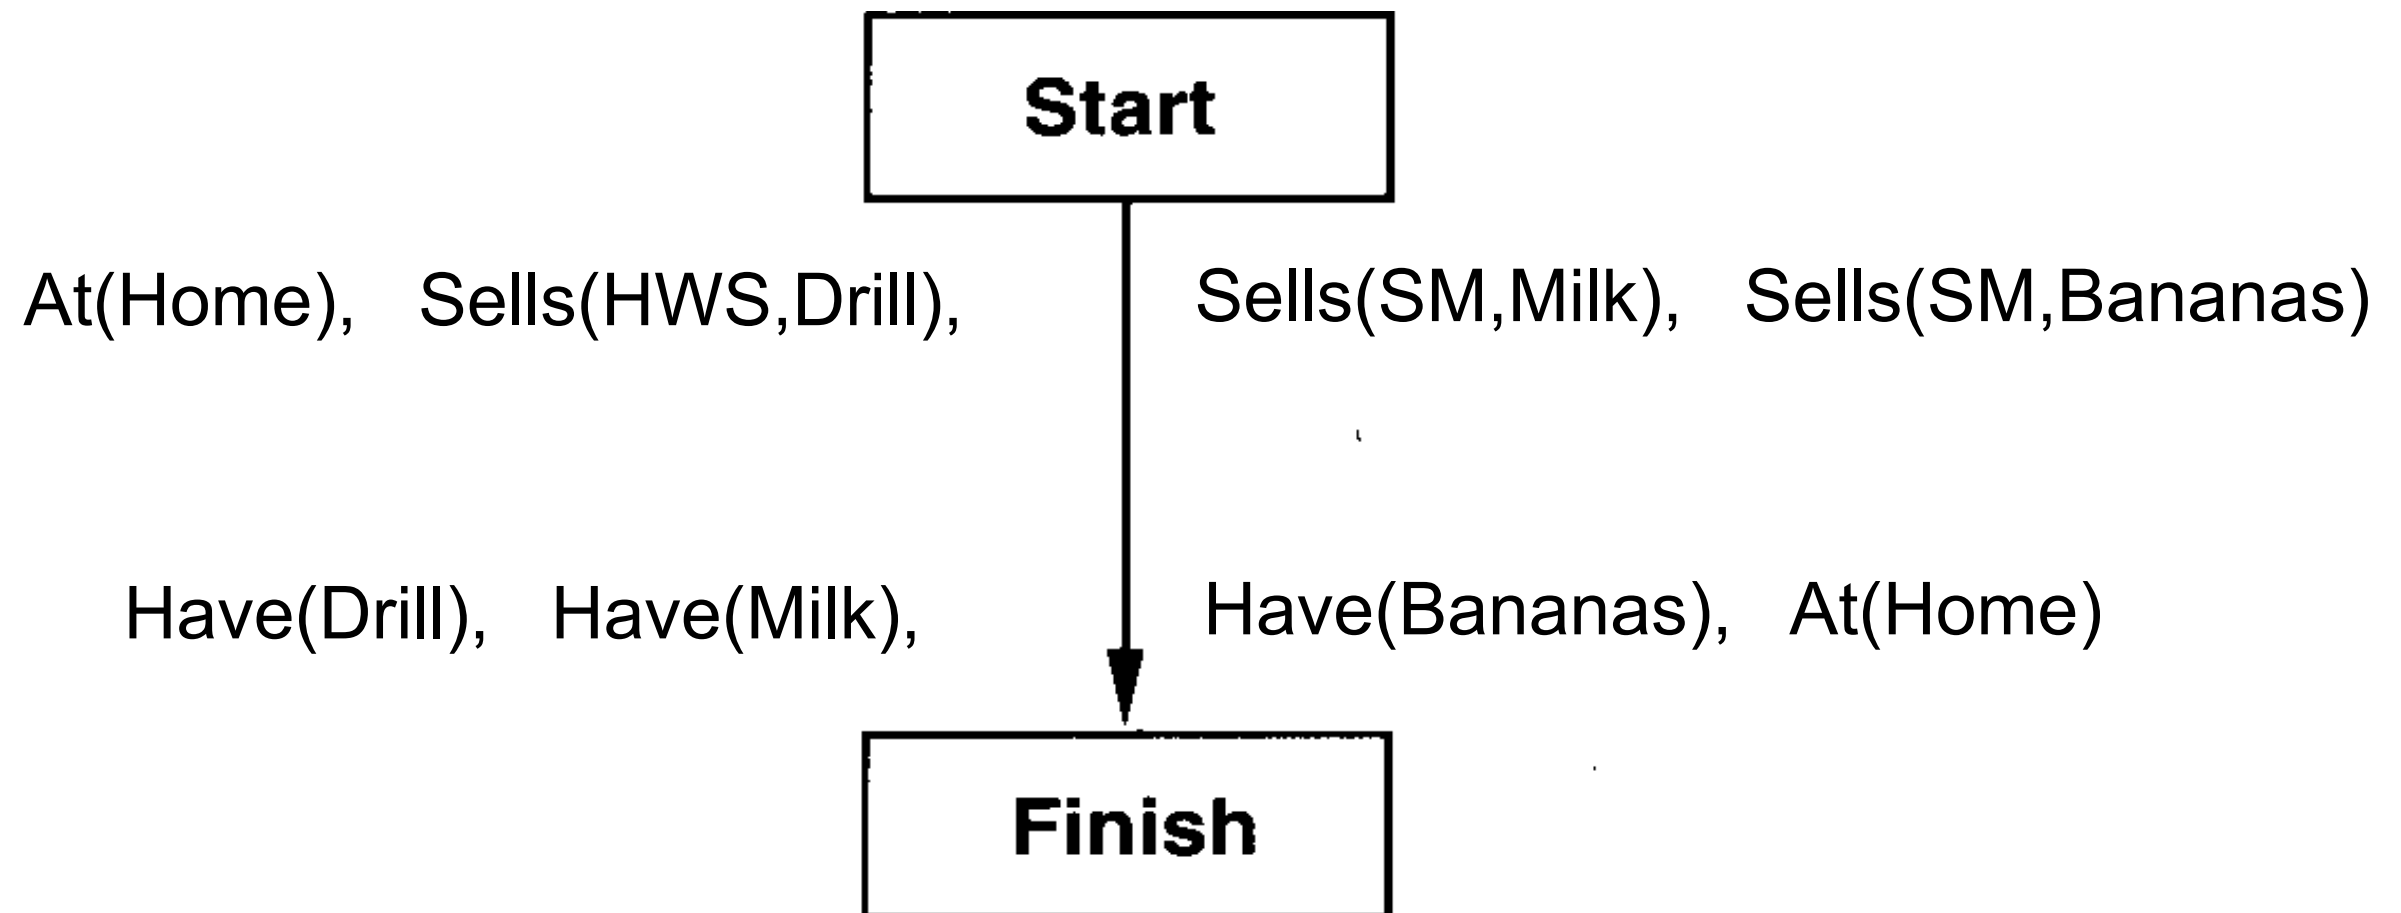 Start
At(Home), Sells(HWS,Drill), Sells(SM,Milk), Sells(SM,Bananas)
Have(Drill), Have(Milk), Have(Bananas), At(Home)
Finish